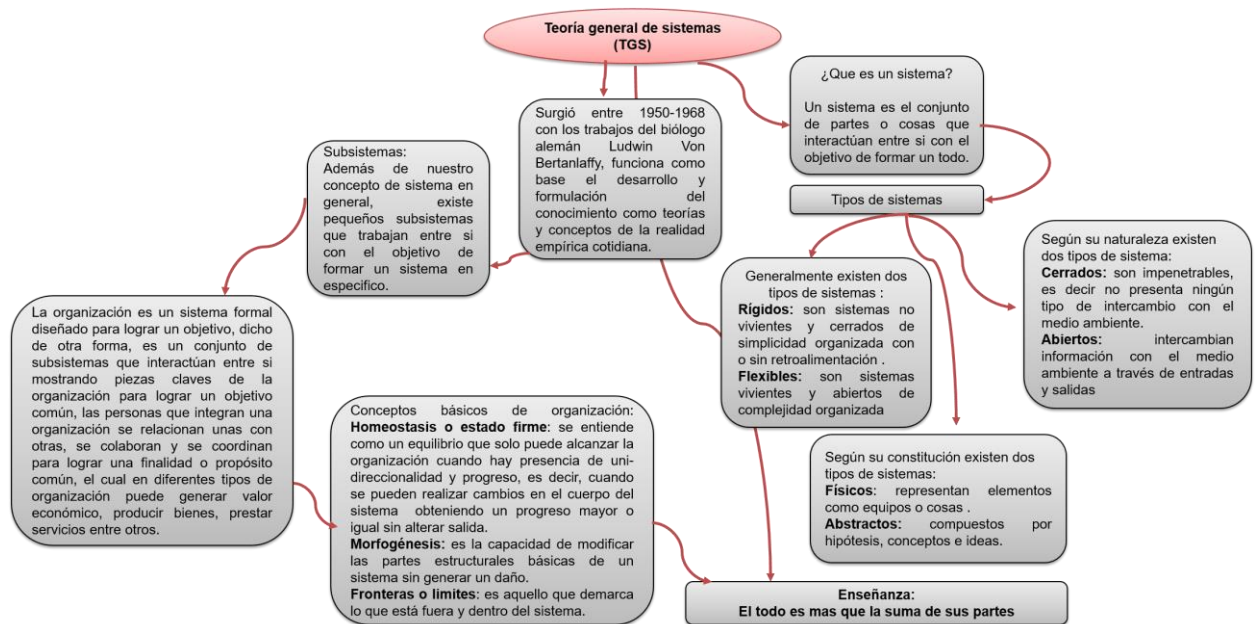 Teoría general de sistemas
(TGS)
¿Que es un sistema?
Un sistema es el conjunto
de partes o cosas que
interactúan entre si con el
objetivo de formar un todo.
Surgió entre 1950-1968
con los trabajos del biólogo
alemán Ludwin Von
Bertanlaffy, funciona como
base el desarrollo y
formulación del
conocimiento como teorías
y conceptos de la realidad
empírica cotidiana.
Subsistemas:
Además de nuestro
concepto de sistema en
general, existe
pequeños subsistemas
que trabajan entre si
con el objetivo de
formar un sistema en
especifico.
Tipos de sistemas
Según su naturaleza existen
dos tipos de sistema:
Cerrados: son impenetrables,
es decir no presenta ningún
tipo de intercambio con el
medio ambiente.
Abiertos: intercambian
información con el medio
ambiente a través de entradas
y salidas
Generalmente existen dos
tipos de sistemas :
Rígidos: son sistemas no
vivientes y cerrados de
simplicidad organizada con
o sin retroalimentación .
Flexibles: son sistemas
vivientes y abiertos de
complejidad organizada
La organización es un sistema formal
diseñado para lograr un objetivo, dicho
de otra forma, es un conjunto de
subsistemas que interactúan entre si
mostrando piezas claves de la
organización para lograr un objetivo
común, las personas que integran una
organización se relacionan unas con
otras, se colaboran y se coordinan
para lograr una finalidad o propósito
común, el cual en diferentes tipos de
organización puede generar valor
económico, producir bienes, prestar
servicios entre otros.
Conceptos básicos de organización:
Homeostasis o estado firme: se entiende
como un equilibrio que solo puede alcanzar la
organización cuando hay presencia de uni-
direccionalidad y progreso, es decir, cuando
se pueden realizar cambios en el cuerpo del
sistema obteniendo un progreso mayor o
igual sin alterar salida.
Morfogénesis: es la capacidad de modificar
las partes estructurales básicas de un
sistema sin generar un daño.
Fronteras o limites: es aquello que demarca
lo que está fuera y dentro del sistema.
Según su constitución existen dos
tipos de sistemas:
Físicos: representan elementos
como equipos o cosas .
Abstractos: compuestos por
hipótesis, conceptos e ideas.
Enseñanza:
El todo es mas que la suma de sus partes